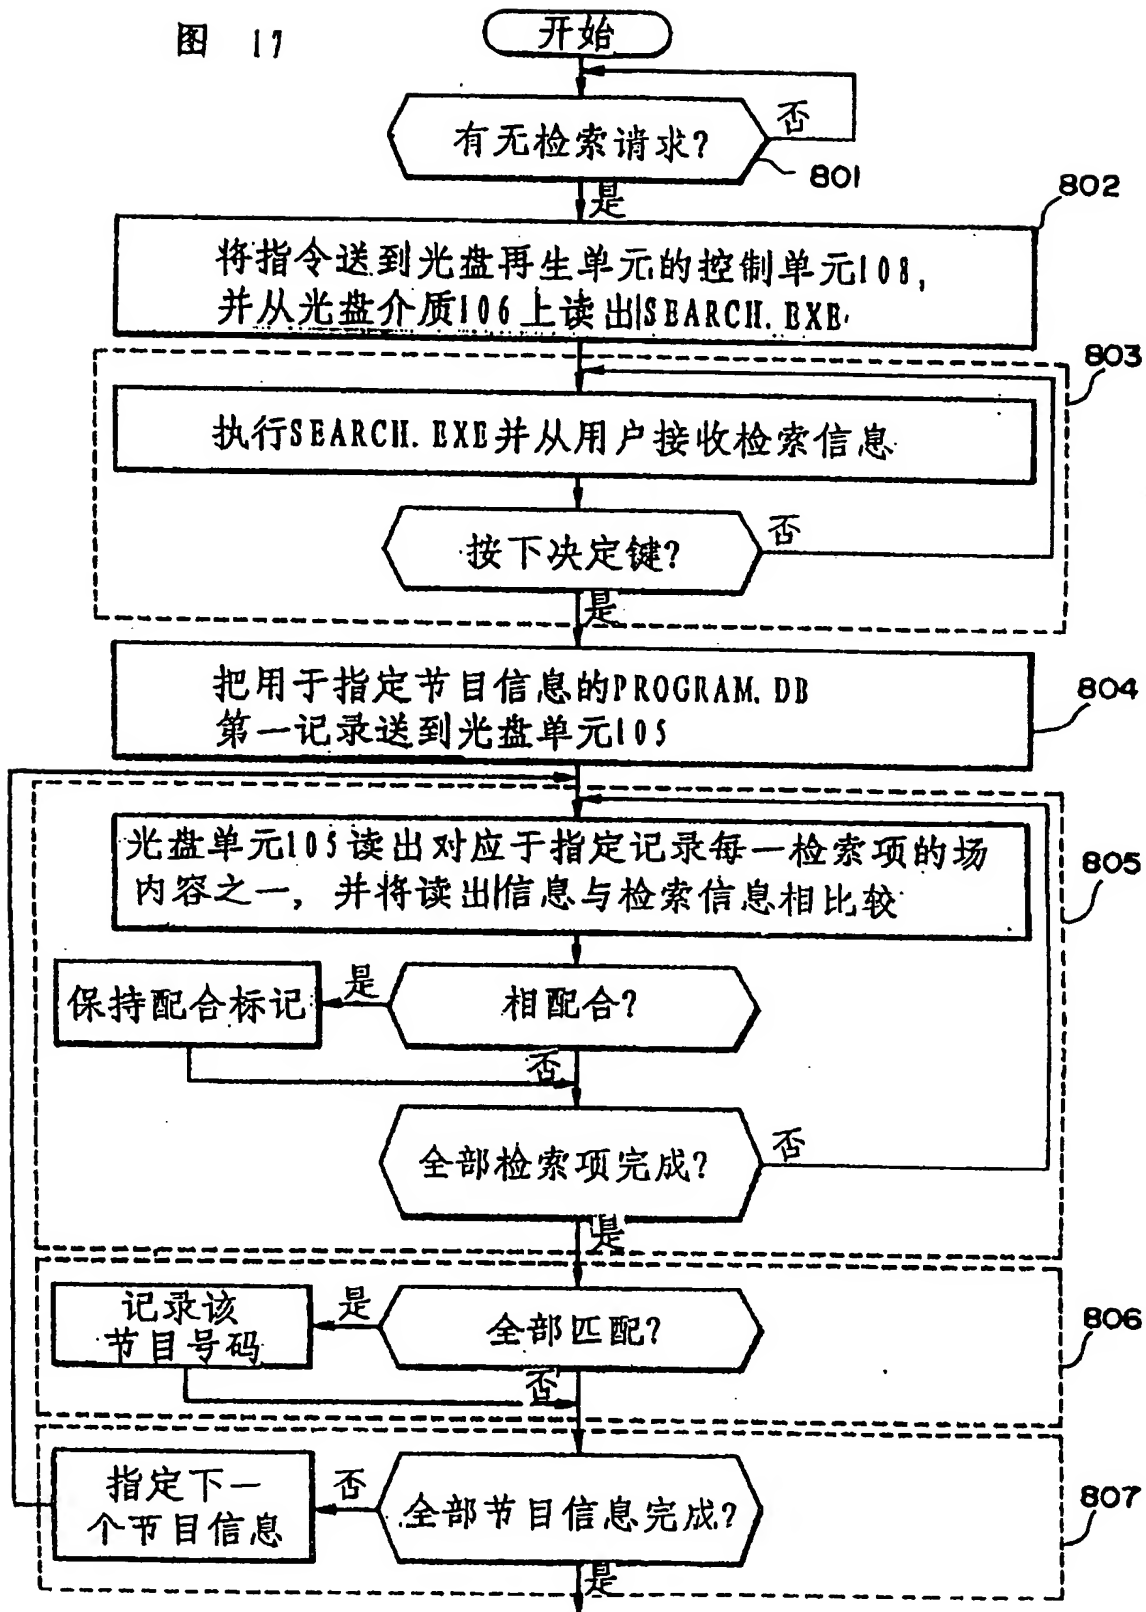 图 17
开始
否
有无检索请求?
801
是
802
将指令送到光盘再生单元的控制单元108,
并从光盘介质106上读出SEARCH.EXE
803
执行SEARCH.EXE并从用户接收检索信息
否
按下决定键?
是
804
把用于指定节目信息的PROGRAM.DB
第一记录送到光盘单元105
805
光盘单元105读出对应于指定记录每一检索项的场
内容之一,并将读出信息与检索信息相比较
保持配合标记
是
相配合?
否
全部检索项完成?
否
是
806
记录该
节目号码
是
全部匹配?
否
807
指定下一
个节目信息
否
全部节目信息完成?
是